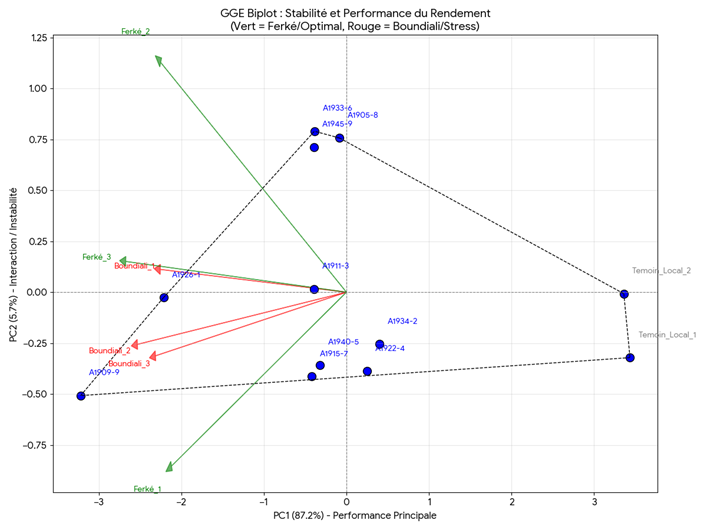 GGE Biplot : Stabilité et Performance du Rendement
(Vert = Ferké/Optimal, Rouge = Boundiali/Stress)
Ferké_2
1.25
1.00
A1933-6
A1905-8
A1945-9
0.75
0.50
0.25
Ferké_3
Boundiali_1
A1926-1
A1911-3
Temoin_Local_2
0.00
A1934-2
Temoin_Local_1
−0.25
Boundiali_2
A1940-5
A1922-4
A1915-7
Boundiali_3
A1909-9
−0.50
−0.75
Ferké_1
−3
−2
−1
0
1
2
3
PC1 (87.2%) - Performance Principale
PC2 (5.7%) - Interaction / Instabilité